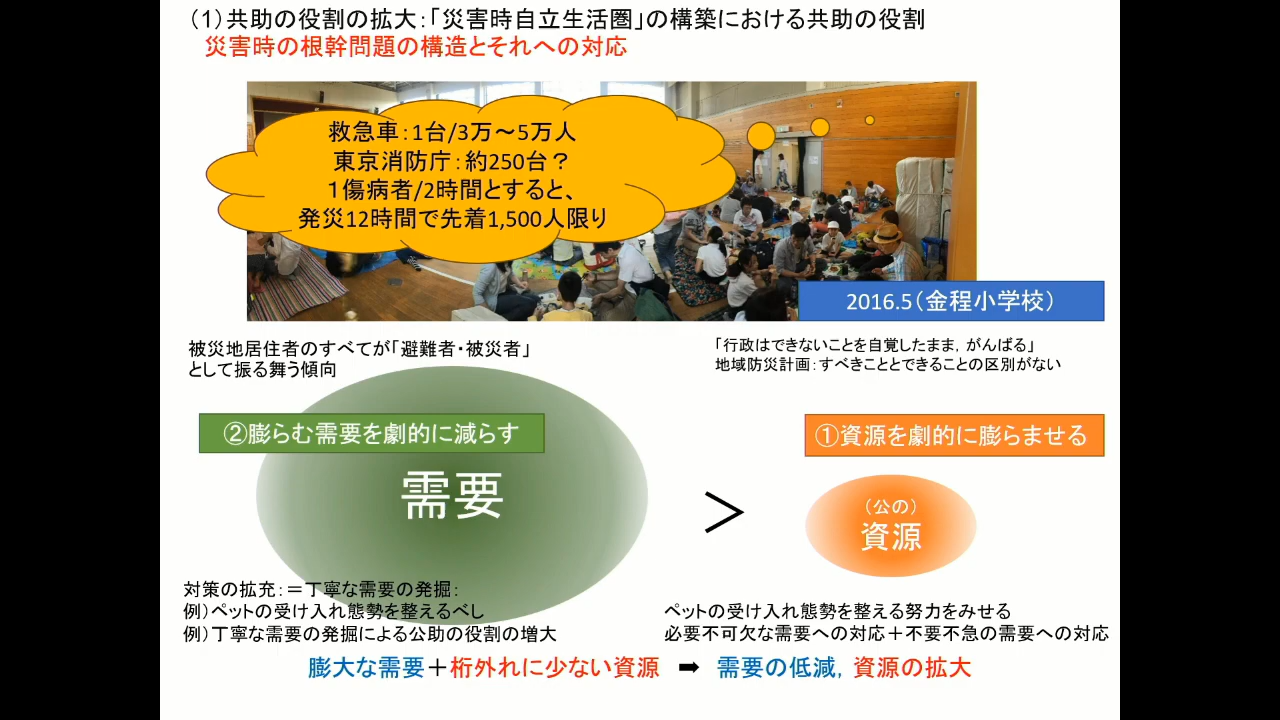 （1）共助の役割の拡大：「災害時自立生活圏」の構築における共助の役割
災害時の根幹問題の構造とそれへの対応
救急車：1台/3万～5万人
東京消防庁：約250台？
１傷病者/2時間とすると、
発災12時間で先着1,500人限り
2016.5（金程小学校）
被災地居住者のすべてが「避難者・被災者」
として振る舞う傾向
「行政はできないことを自覚したまま，がんばる」
地域防災計画：すべきこととできることの区別がない
②膨らむ需要を劇的に減らす
①資源を劇的に膨らませる
需要
＞
（公の）
資源
対策の拡充：＝丁寧な需要の発掘：
例）ペットの受け入れ態勢を整えるべし
例）丁寧な需要の発掘による公助の役割の増大
ペットの受け入れ態勢を整える努力をみせる
必要不可欠な需要への対応＋不要不急の需要への対応
膨大な需要＋桁外れに少ない資源 ➡ 需要の低減，資源の拡大